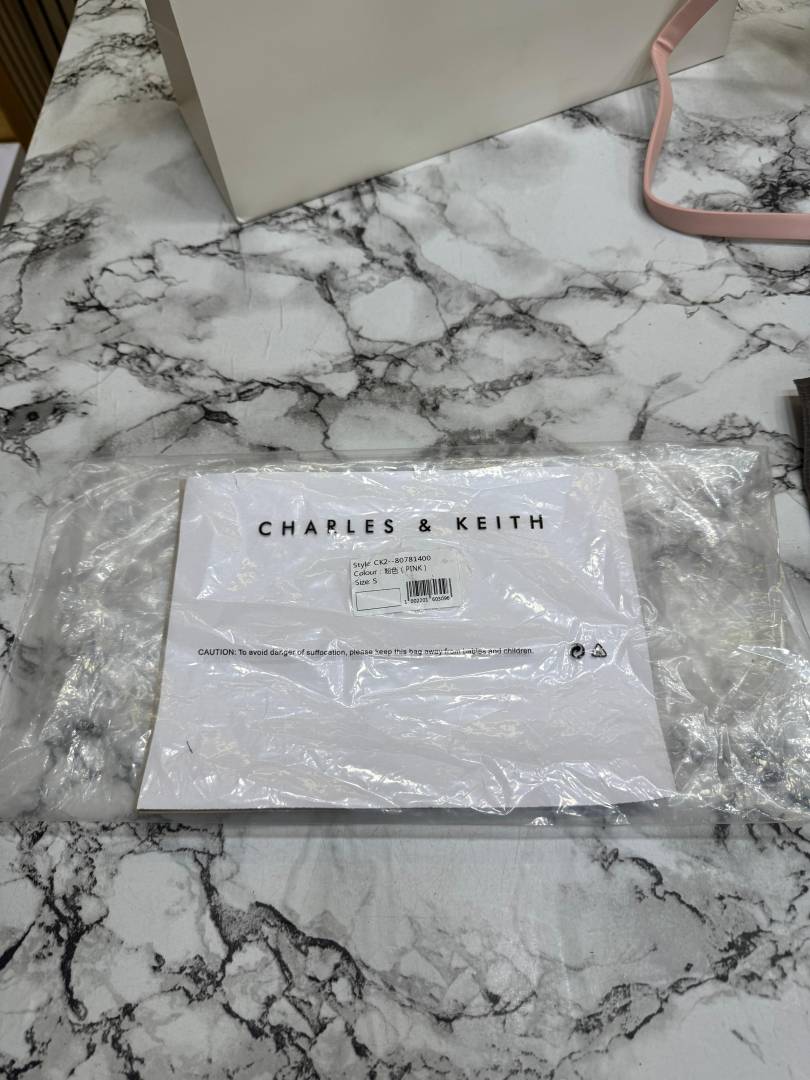 CHARLES & KEITH
Style: CK2--80781400
Colour: 粉色 ( PINK )
Size: S
CAUTION: To avoid danger of suffocation, please keep this bag away from babies and children.